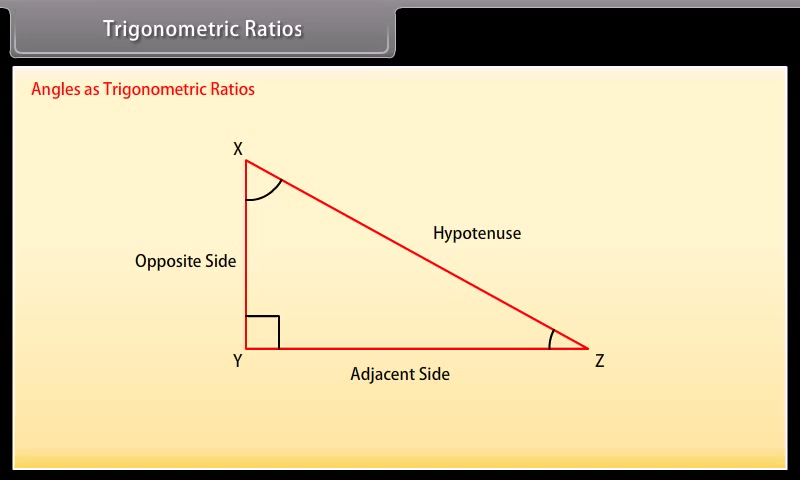 Trigonometric Ratios
Angles as Trigonometric Ratios
X
Hypotenuse
Opposite Side
Y
Z
Adjacent Side